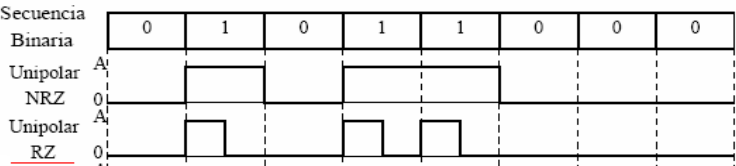 Secuencia
Binaria
0 1 0 1 1 0 0 0
Unipolar
NRZ
A
0
Unipolar
RZ
A
0